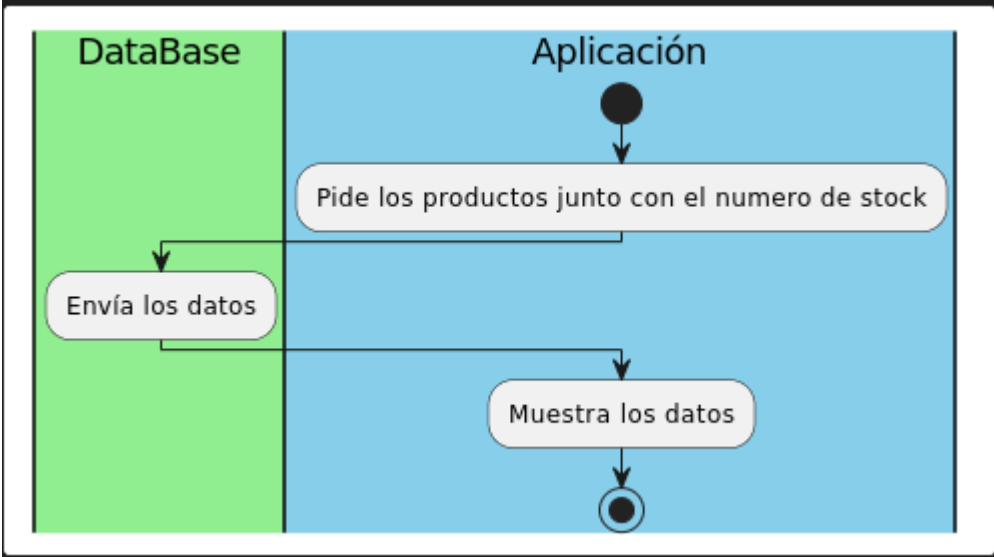 DataBase
Aplicación
Pide los productos junto con el numero de stock
Envía los datos
Muestra los datos